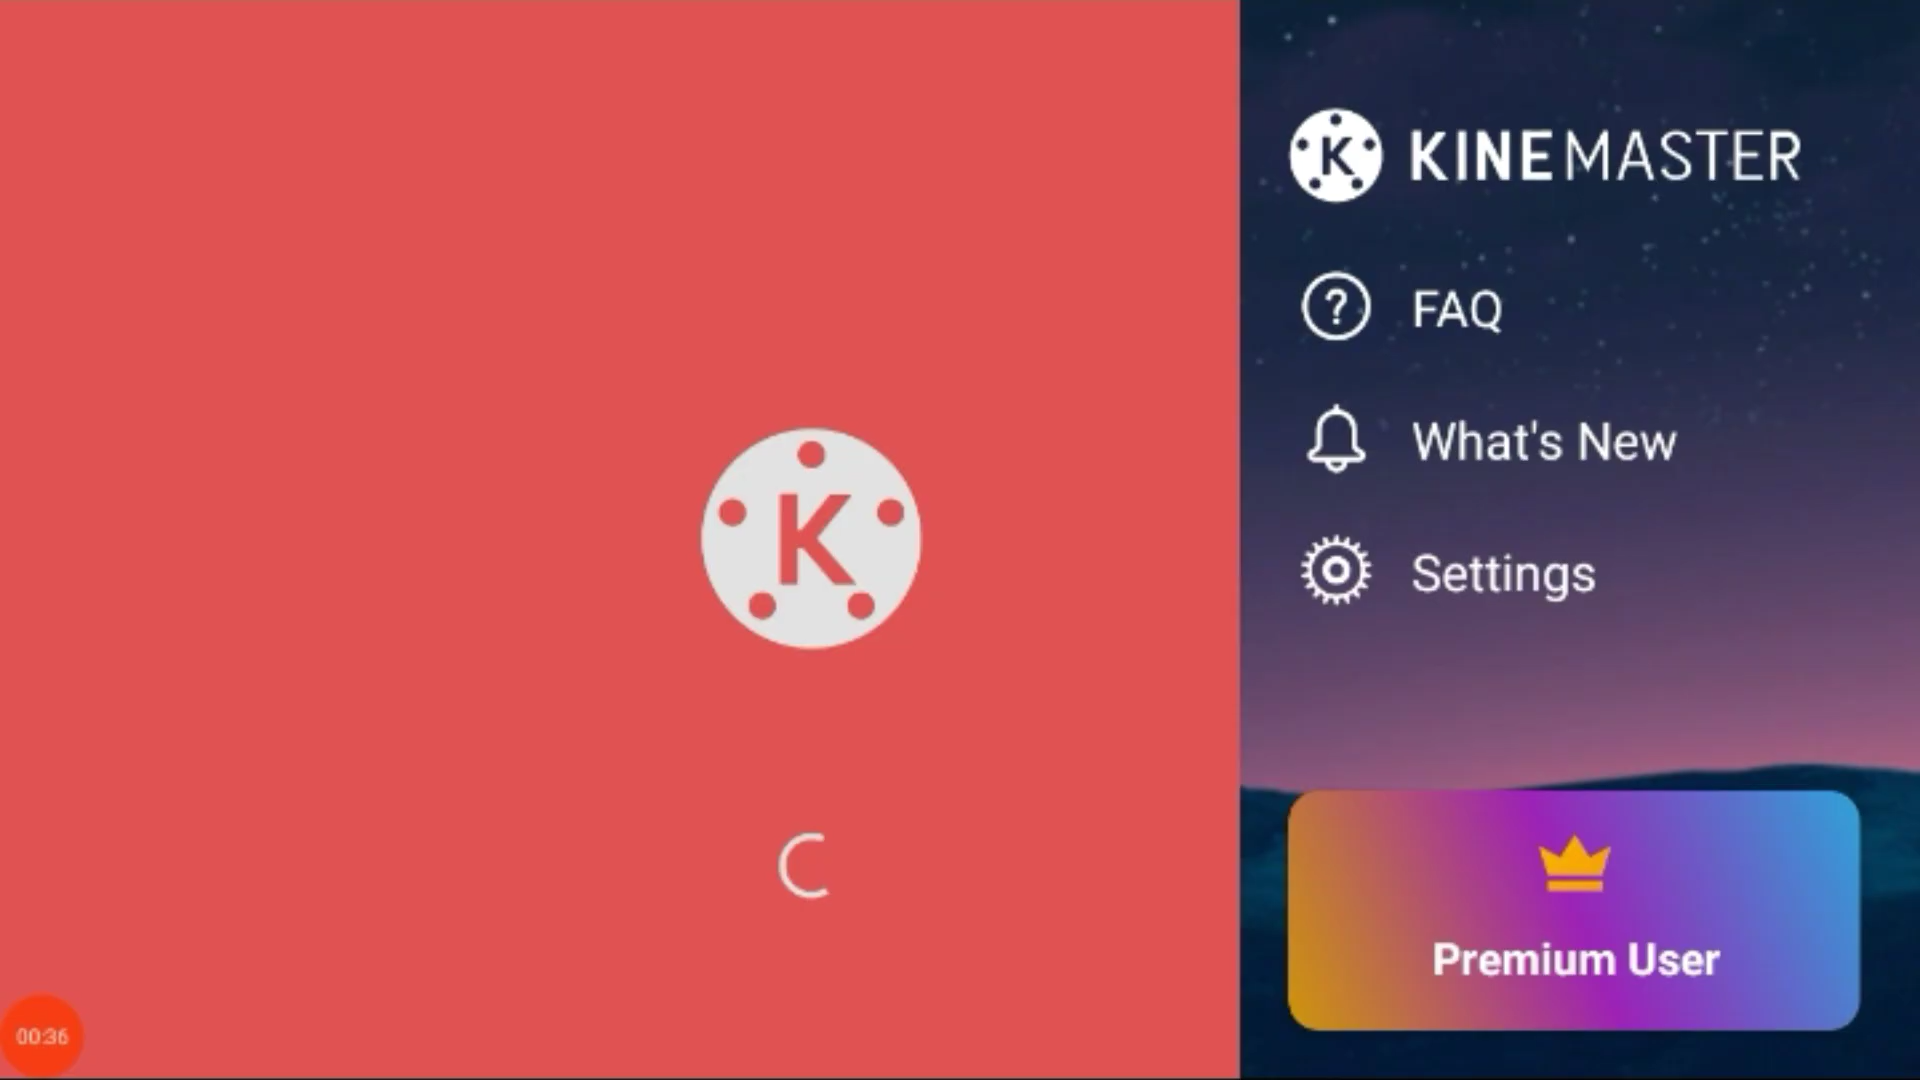 K
00:36
K KINEMASTER
? FAQ
What's New
Settings
Premium User